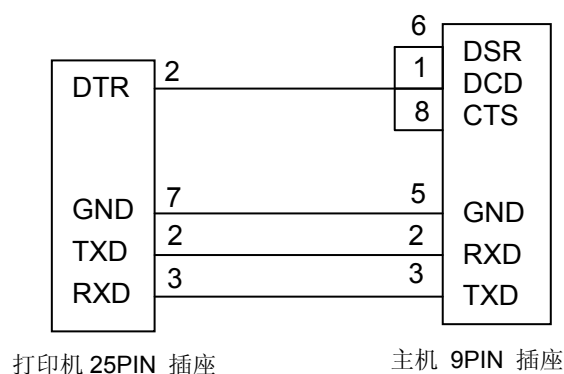 6
DTR 2 1 DSR
DCD
8 CTS
GND 7 5 GND
TXD 2 2 RXD
RXD 3 3 TXD
打印机 25PIN 插座 主机 9PIN 插座